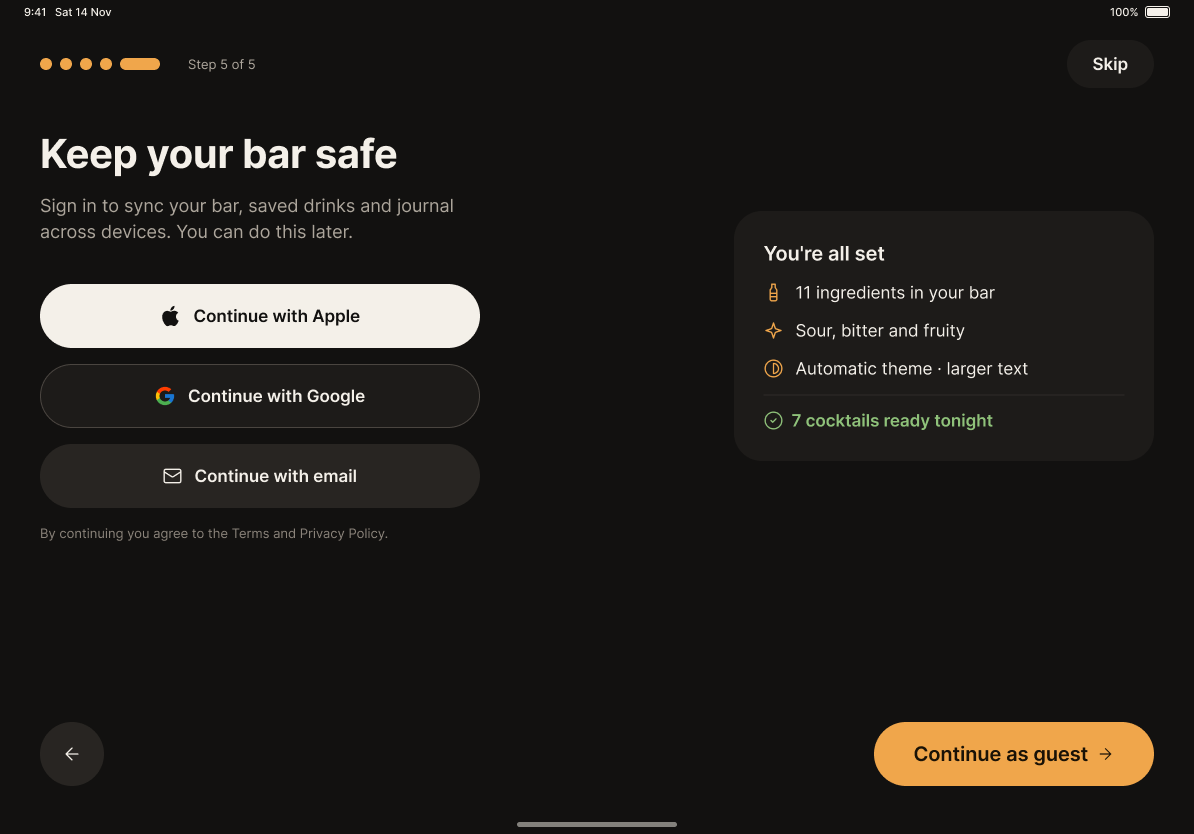 9:41 Sat 14 Nov
100%
Step 5 of 5
Skip
Keep your bar safe
Sign in to sync your bar, saved drinks and journal
across devices. You can do this later.
Continue with Apple
Continue with Google
Continue with email
By continuing you agree to the Terms and Privacy Policy.
You're all set
11 ingredients in your bar
Sour, bitter and fruity
Automatic theme · larger text
7 cocktails ready tonight
Continue as guest